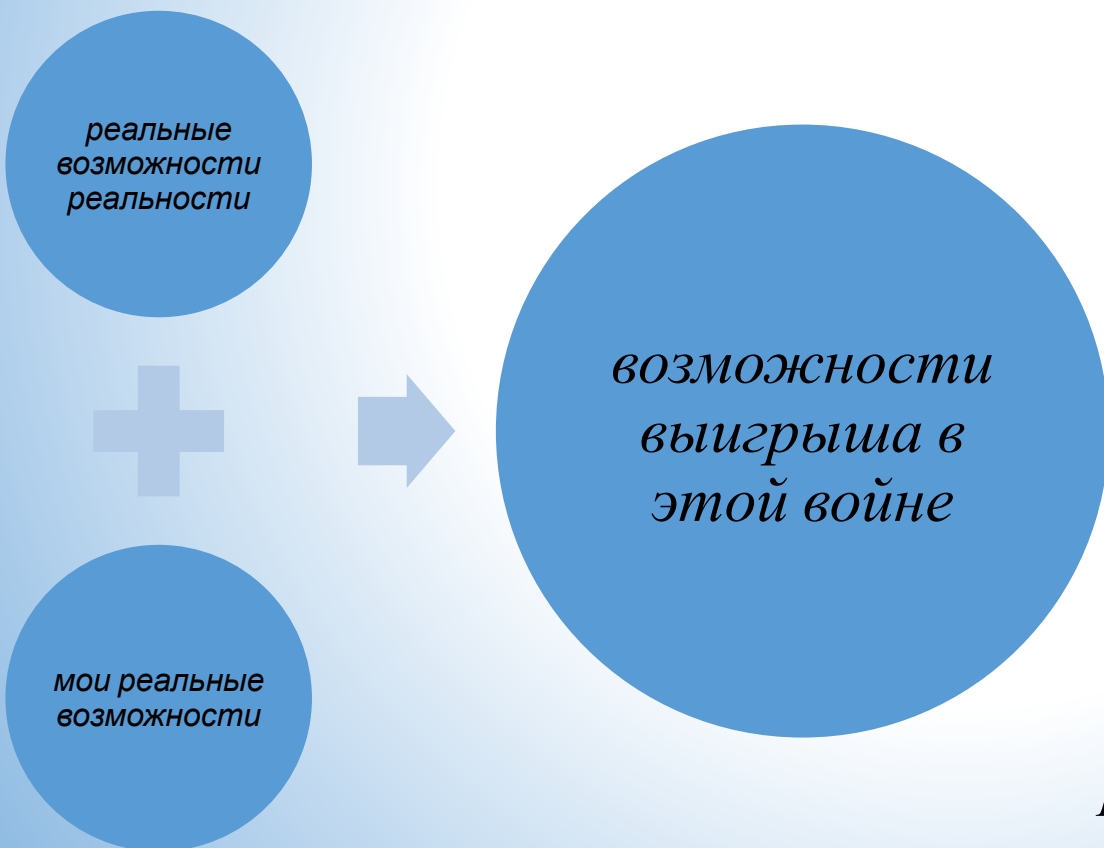 реальные
возможности
реальности
возможности
выигрыша в
этой войне
мои реальные
возможности